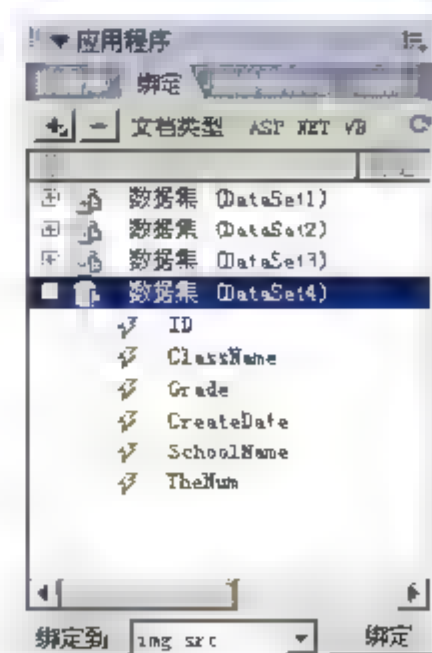 应用程序
绑定
文档类型 ASP NET VB
数据集 (DataSet1)
数据集 (DataSet2)
数据集 (DataSet3)
数据集 (DataSet4)
ID
ClassName
Grade
CreateDate
SchoolName
TheNum
绑定到 img src 绑定